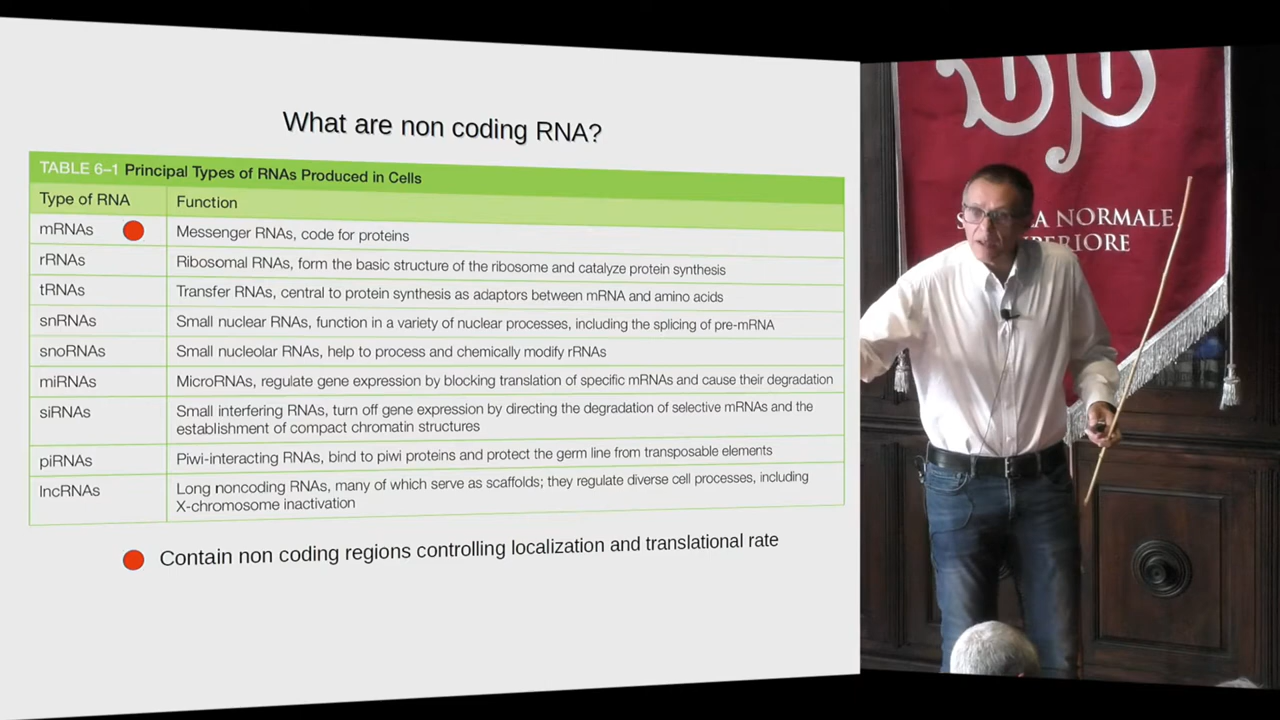 What are non coding RNA?
TABLE 6–1 Principal Types of RNAs Produced in Cells
Type of RNA Function
mRNAs Messenger RNAs, code for proteins
rRNAs Ribosomal RNAs, form the basic structure of the ribosome and catalyze protein synthesis
tRNAs Transfer RNAs, central to protein synthesis as adaptors between mRNA and amino acids
snRNAs Small nuclear RNAs, function in a variety of nuclear processes, including the splicing of pre-mRNA
snoRNAs Small nucleolar RNAs, help to process and chemically modify rRNAs
miRNAs MicroRNAs, regulate gene expression by blocking translation of specific mRNAs and cause their degradation
siRNAs Small interfering RNAs, turn off gene expression by directing the degradation of selective mRNAs and the
establishment of compact chromatin structures
piRNAs Piwi-interacting RNAs, bind to piwi proteins and protect the germ line from transposable elements
lncRNAs Long noncoding RNAs, many of which serve as scaffolds; they regulate diverse cell processes, including
X-chromosome inactivation
Contain non coding regions controlling localization and translational rate
NORMALE